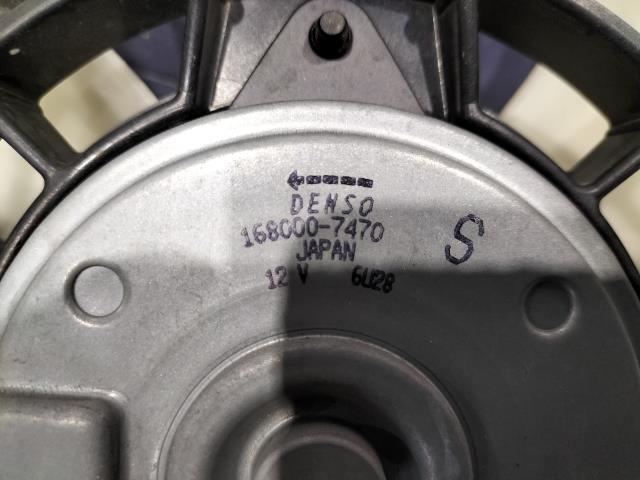 DENSO
168000-7470
JAPAN
12 V 6U28
S